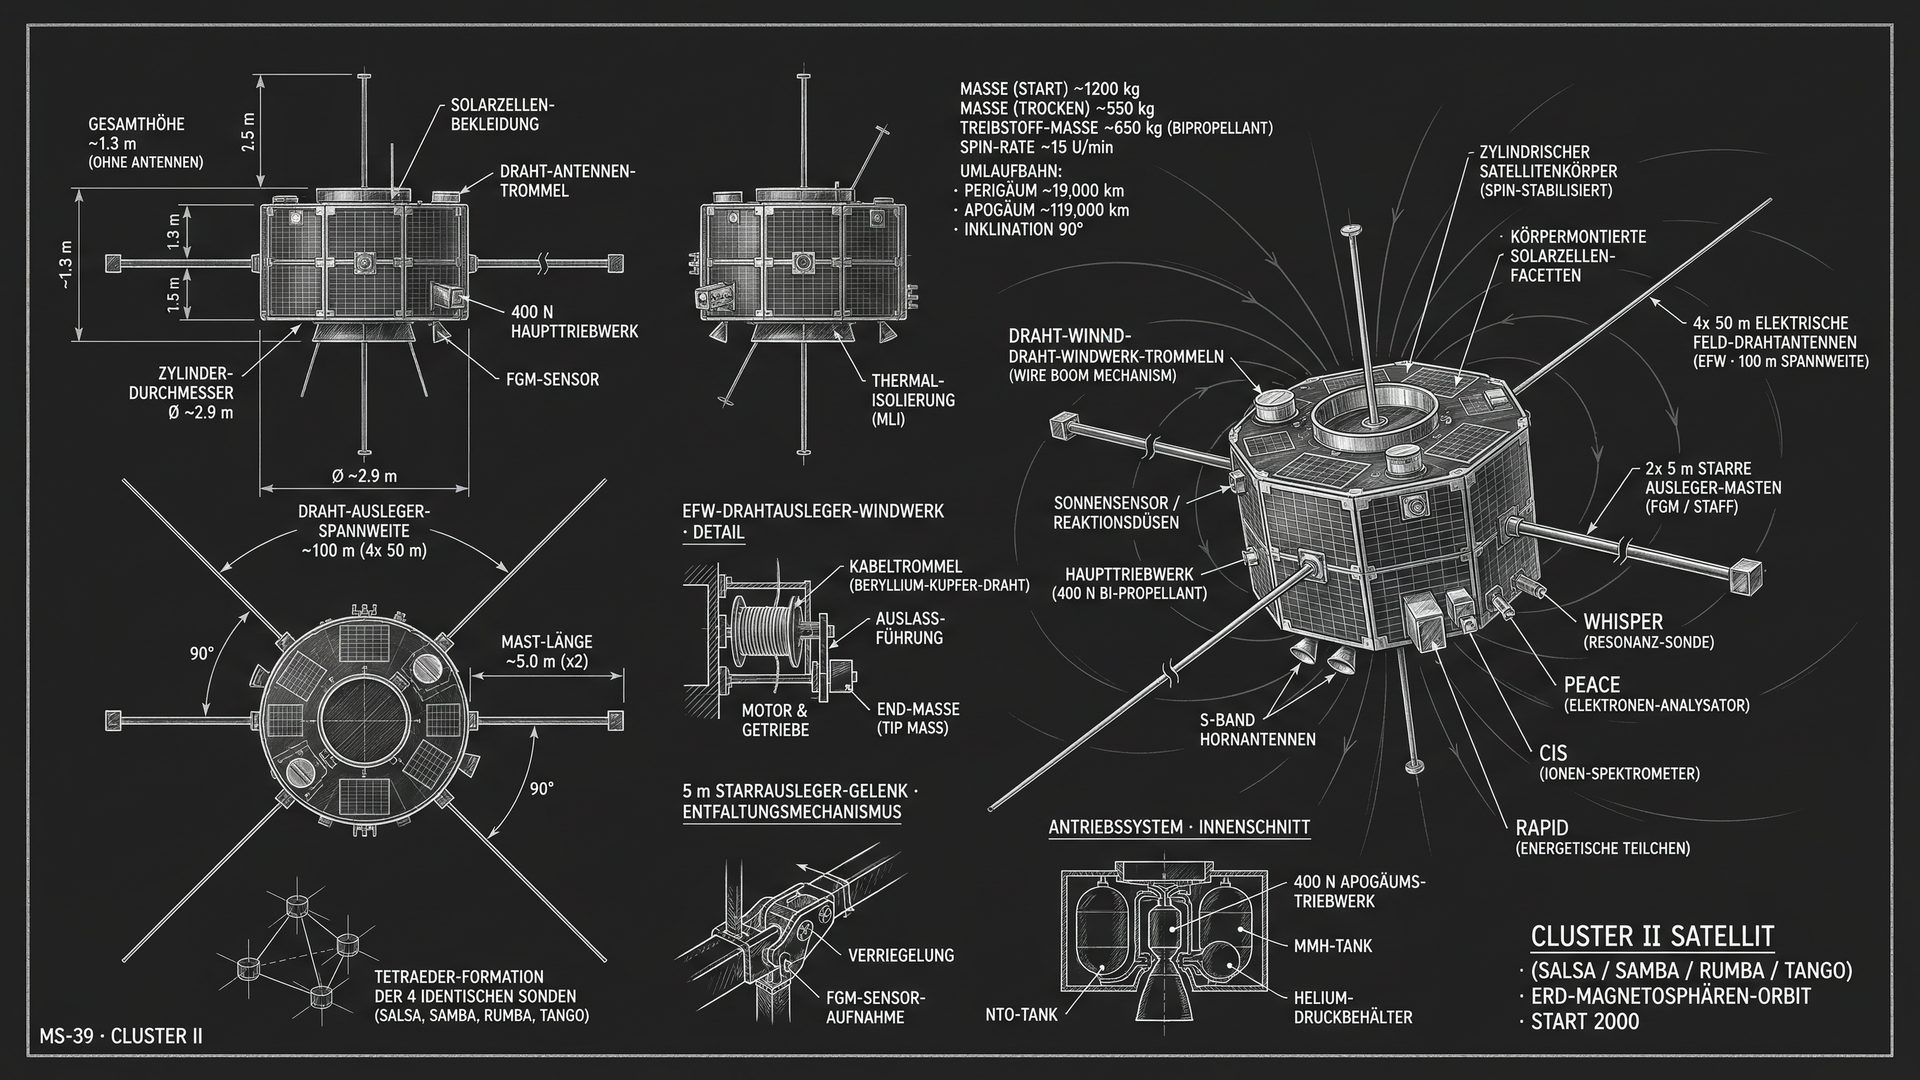 GESAMTHÖHE
~1.3 m
(OHNE ANTENNEN)
2.5 m
~1.3 m
1.3 m
1.5 m
SOLARZELLEN-
BEKLEIDUNG
DRAHT-ANTENNEN-
TROMMEL
400 N
HAUPTTRIEBWERK
FGM-SENSOR
ZYLINDER-
DURCHMESSER
Ø ~2.9 m
Ø ~2.9 m
THERMAL-
ISOLIERUNG
(MLI)
MASSE (START) ~1200 kg
MASSE (TROCKEN) ~550 kg
TREIBSTOFF-MASSE ~650 kg (BIPROPELLANT)
SPIN-RATE ~15 U/min
UMLAUFBAHN:
· PERIGÄUM ~19,000 km
· APOGÄUM ~119,000 km
· INKLINATION 90°
ZYLINDRISCHER
SATELLITENKÖRPER
(SPIN-STABILISIERT)
· KÖRPERMONTIERTE
SOLARZELLEN-
FACETTEN
4x 50 m ELEKTRISCHE
FELD-DRAHTANTENNEN
(EFW · 100 m SPANNWEITE)
DRAHT-WINND-
DRAHT-WINDWERK-TROMMELN
(WIRE BOOM MECHANISM)
2x 5 m STARRE
AUSLEGER-MASTEN
(FGM / STAFF)
SONNENSENSOR /
REAKTIONSDÜSEN
HAUPTTRIEBWERK
(400 N BI-PROPELLANT)
S-BAND
HORNANTENNEN
WHISPER
(RESONANZ-SONDE)
PEACE
(ELEKTRONEN-ANALYSATOR)
CIS
(IONEN-SPEKTROMETER)
RAPID
(ENERGETISCHE TEILCHEN)
DRAHT-AUSLEGER-
SPANNWEITE
~100 m (4x 50 m)
90°
MAST-LÄNGE
~5.0 m (x2)
90°
EFW-DRAHTAUSLEGER-WINDWERK
· DETAIL
KABELTROMMEL
(BERYLLIUM-KUPFER-DRAHT)
AUSLASS-
FÜHRUNG
MOTOR &
GETRIEBE
END-MASSE
(TIP MASS)
5 m STARRAUSLEGER-GELENK ·
ENTFALTUNGSMECHANISMUS
VERRIEGELUNG
FGM-SENSOR-
AUFNAHME
ANTRIEBSSYSTEM · INNENSCHNITT
400 N APOGÄUMS-
TRIEBWERK
MMH-TANK
HELIUM-
DRUCKBEHÄLTER
NTO-TANK
TETRAEDER-FORMATION
DER 4 IDENTISCHEN SONDEN
(SALSA, SAMBA, RUMBA, TANGO)
MS-39 · CLUSTER II
CLUSTER II SATELLIT
· (SALSA / SAMBA / RUMBA / TANGO)
· ERD-MAGNETOSPHÄREN-ORBIT
· START 2000